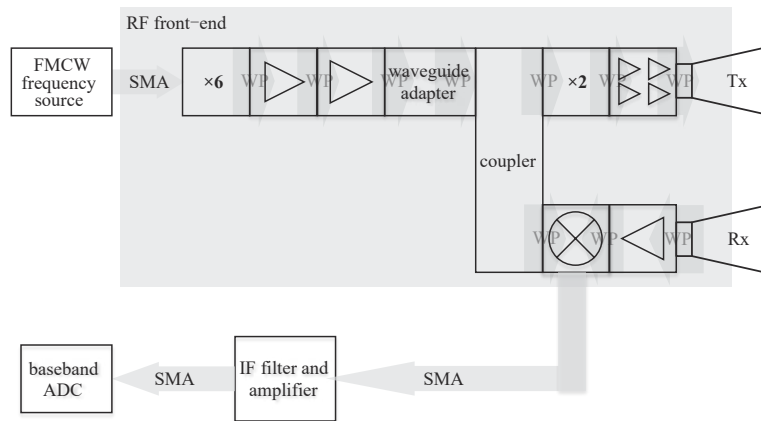 RF front−end
FMCW
frequency
source
SMA
×6
WP
WP
WP
waveguide
adapter
WP
coupler
WP
×2
WP
WP
Tx
WP
WP
WP
Rx
baseband
ADC
SMA
IF filter and
amplifier
SMA